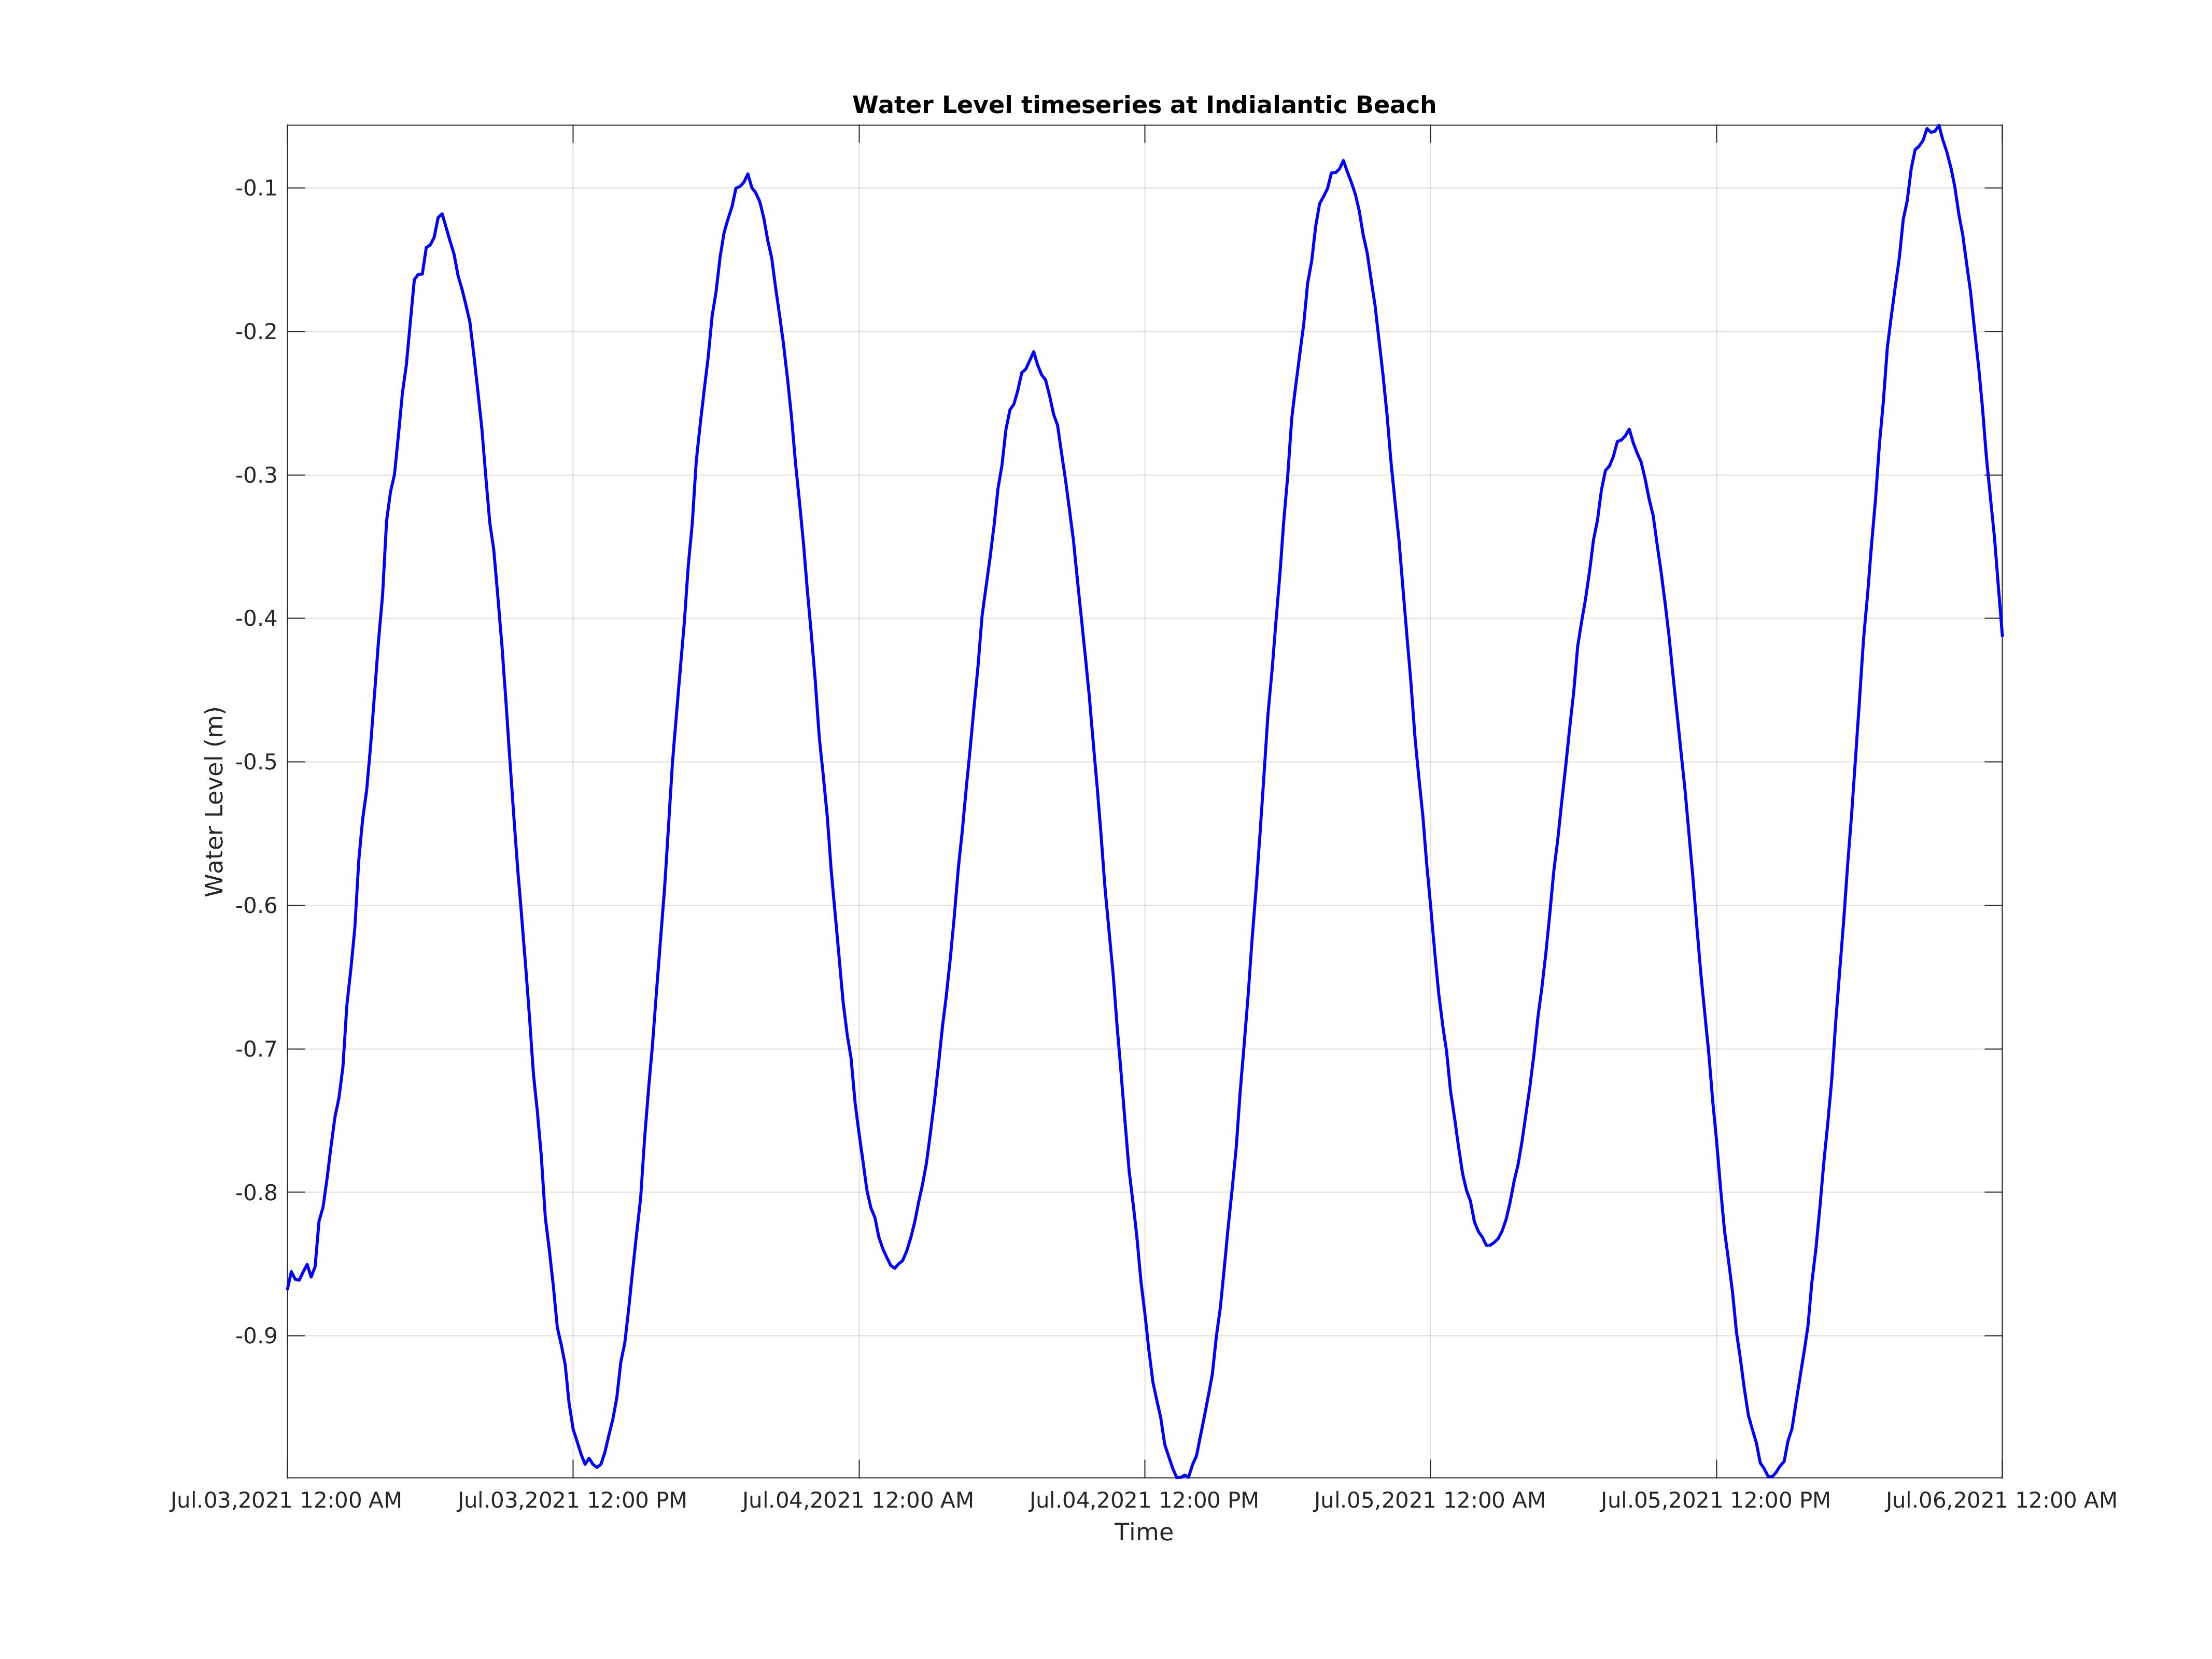 Water Level timeseries at Indialantic Beach
-0.1
-0.2
-0.3
-0.4
-0.5
-0.6
-0.7
-0.8
-0.9
Water Level (m)
Jul.03,2021 12:00 AM
Jul.03,2021 12:00 PM
Jul.04,2021 12:00 AM
Jul.04,2021 12:00 PM
Jul.05,2021 12:00 AM
Jul.05,2021 12:00 PM
Jul.06,2021 12:00 AM
Time